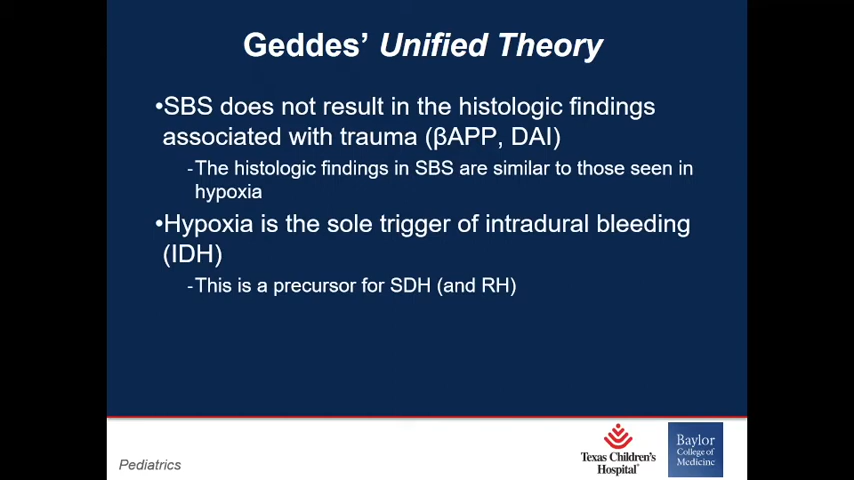 Geddes' Unified Theory
•SBS does not result in the histologic findings
associated with trauma (βAPP, DAI)
-The histologic findings in SBS are similar to those seen in
hypoxia
•Hypoxia is the sole trigger of intradural bleeding
(IDH)
-This is a precursor for SDH (and RH)
Pediatrics
Texas Children's
Hospital®
Baylor
College of
Medicine